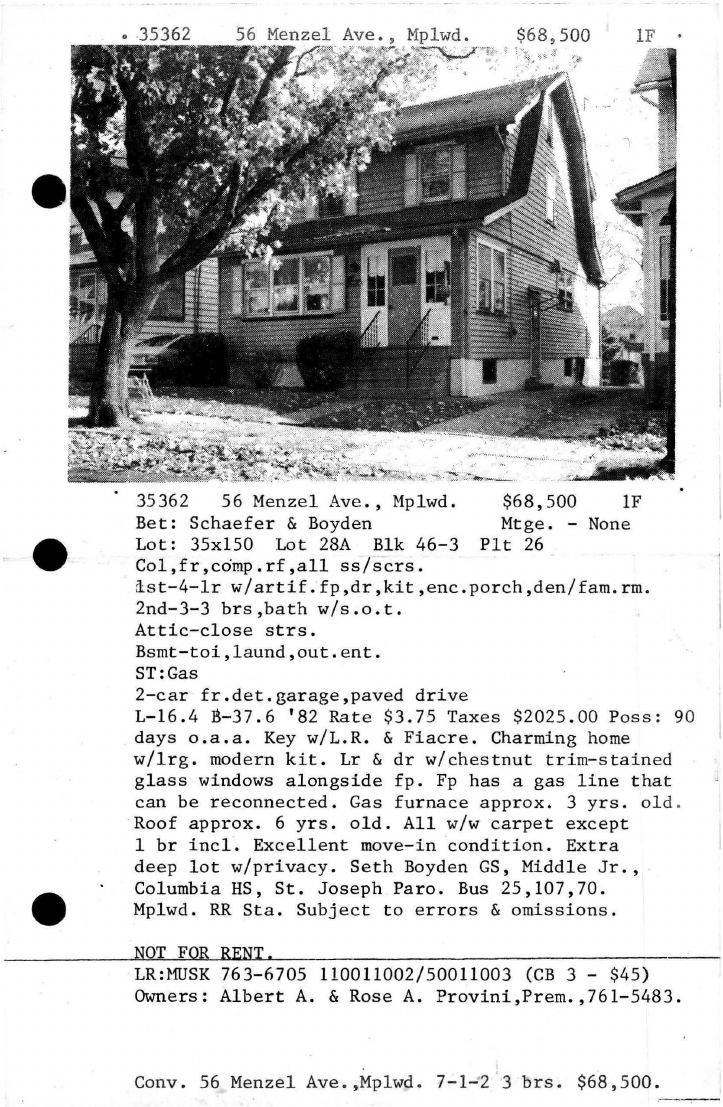 35362 56 Menzel Ave., Mplwd. $68,500 1F
35362 56 Menzel Ave., Mplwd. $68,500 1F
Bet: Schaefer & Boyden Mtge. - None
Lot: 35x150 Lot 28A Blk 46-3 Plt 26
Col,fr,comp.rf,all ss/scrs.
1st-4-lr w/artif.fp,dr,kit,enc.porch,den/fam.rm.
2nd-3-3 brs,bath w/s.o.t.
Attic-close strs.
Bsmt-toi,laund,out.ent.
ST:Gas
2-car fr.det.garage,paved drive
L-16.4 B-37.6 '82 Rate $3.75 Taxes $2025.00 Poss: 90
days o.a.a. Key w/L.R. & Fiacre. Charming home
w/lrg. modern kit. Lr & dr w/chestnut trim-stained
glass windows alongside fp. Fp has a gas line that
can be reconnected. Gas furnace approx. 3 yrs. old.
Roof approx. 6 yrs. old. All w/w carpet except
1 br incl. Excellent move-in condition. Extra
deep lot w/privacy. Seth Boyden GS, Middle Jr.,
Columbia HS, St. Joseph Paro. Bus 25,107,70.
Mplwd. RR Sta. Subject to errors & omissions.
NOT FOR RENT.
LR:MUSK 763-6705 110011002/50011003 (CB 3 - $45)
Owners: Albert A. & Rose A. Provini,Prem.,761-5483.
Conv. 56 Menzel Ave.,Mplwd. 7-1-2 3 brs. $68,500.